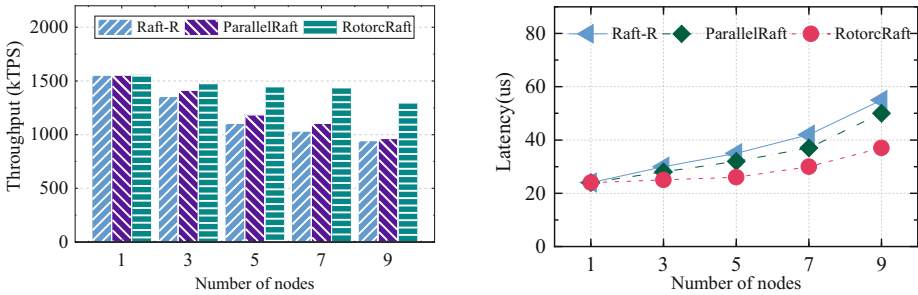 Throughput (kTPS)
2000
1500
1000
500
0
Raft-R ParallelRaft RotorcRaft
1 3 5 7 9
Number of nodes
Latency(us)
80
60
40
20
0
Raft-R ParallelRaft RotorcRaft
1 3 5 7 9
Number of nodes